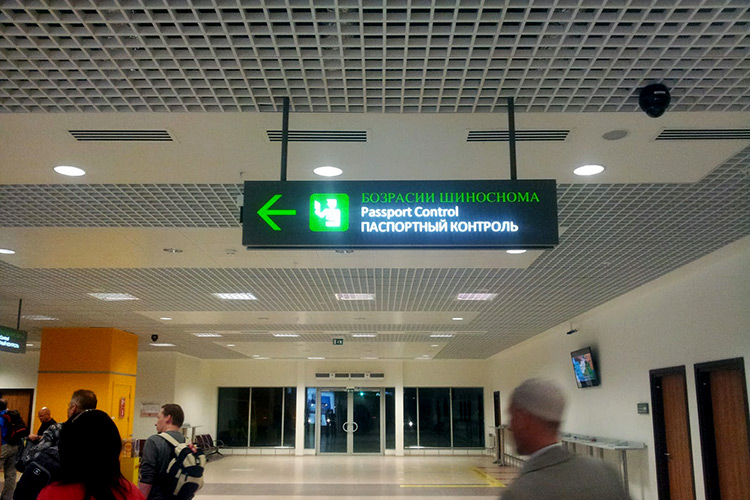 БОЗРАСИИ ШИНОСНОМА
Passport Control
ПАСПОРТНЫЙ КОНТРОЛЬ